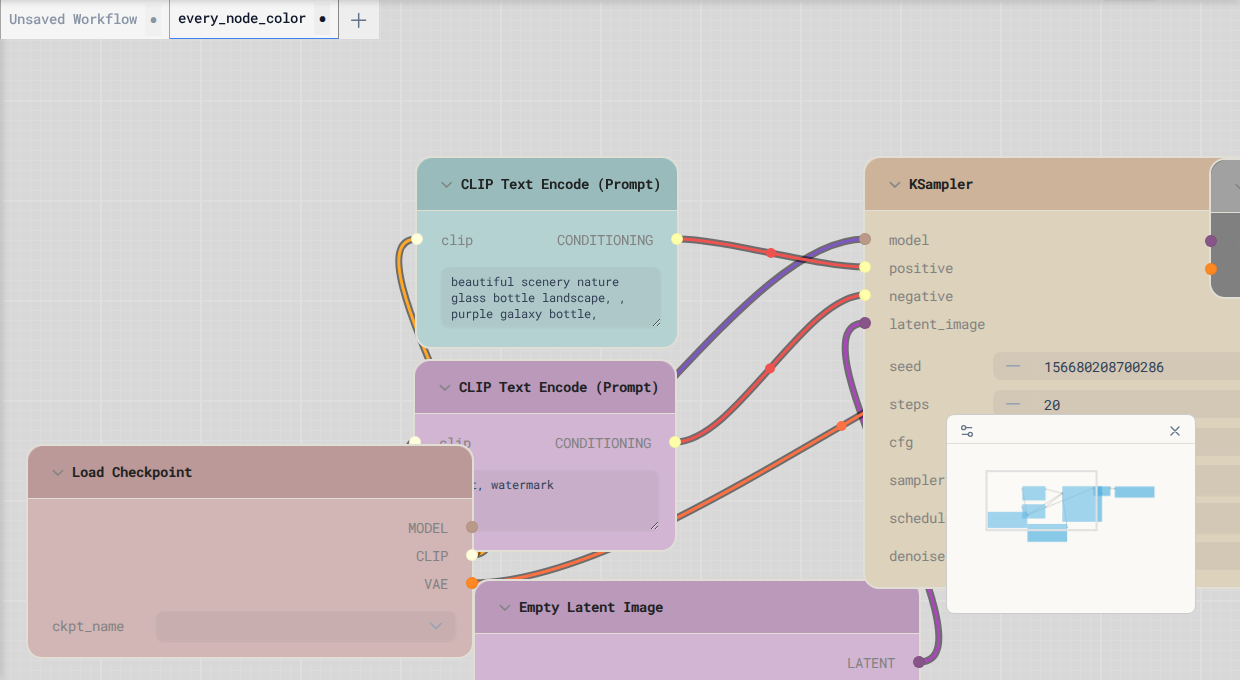 Unsaved Workflow
every_node_color
CLIP Text Encode (Prompt)
clip
CONDITIONING
beautiful scenery nature
glass bottle landscape, ,
purple galaxy bottle,
CLIP Text Encode (Prompt)
clip
CONDITIONING
watermark
Load Checkpoint
MODEL
CLIP
VAE
ckpt_name
Empty Latent Image
LATENT
KSampler
model
positive
negative
latent_image
seed
156680208700286
steps
20
cfg
sampler
schedul
denoise